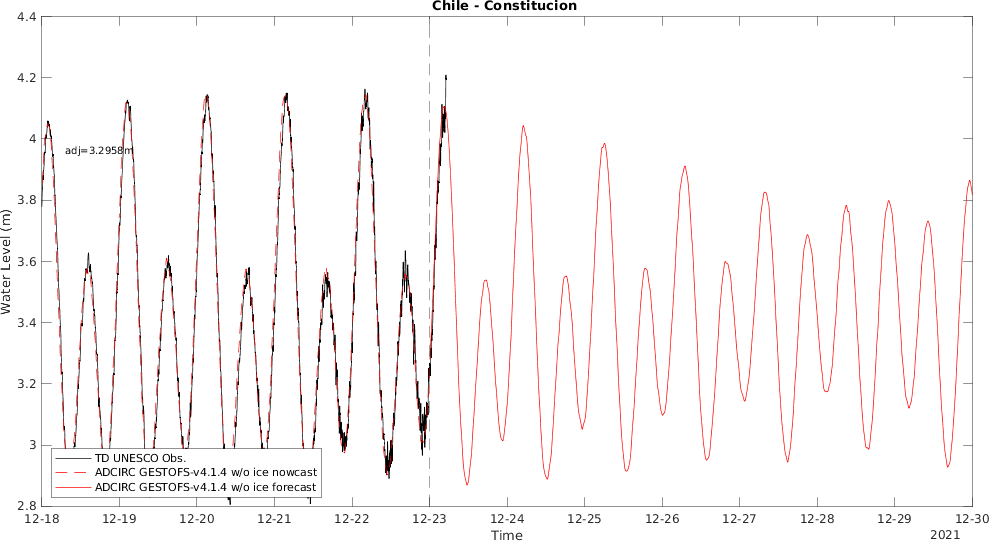 Chile - Constitucion
4.4
4.2
4
3.8
3.6
3.4
3.2
3
2.8
Water Level (m)
adj=3.2958m
TD UNESCO Obs.
ADCIRC GESTOFS-v4.1.4 w/o ice nowcast
ADCIRC GESTOFS-v4.1.4 w/o ice forecast
12-18 12-19 12-20 12-21 12-22 12-23 12-24 12-25 12-26 12-27 12-28 12-29 12-30
Time
2021